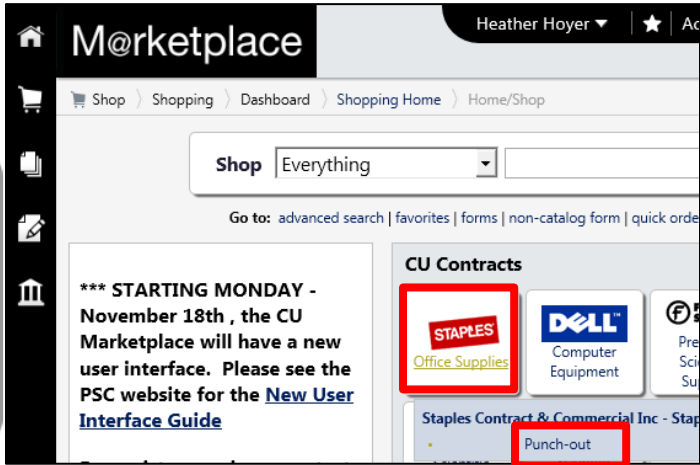 M@rketplace
Heather Hoyer
Shop Shopping Dashboard Shopping Home Home/Shop
Shop Everything
Go to: advanced search | favorites | forms | non-catalog form | quick orde
*** STARTING MONDAY -
November 18th , the CU
Marketplace will have a new
user interface. Please see the
PSC website for the New User
Interface Guide
CU Contracts
STAPLES
Office Supplies
DELL
Computer
Equipment
Pre
Sci
Su
Staples Contract & Commercial Inc - Stap
Punch-out